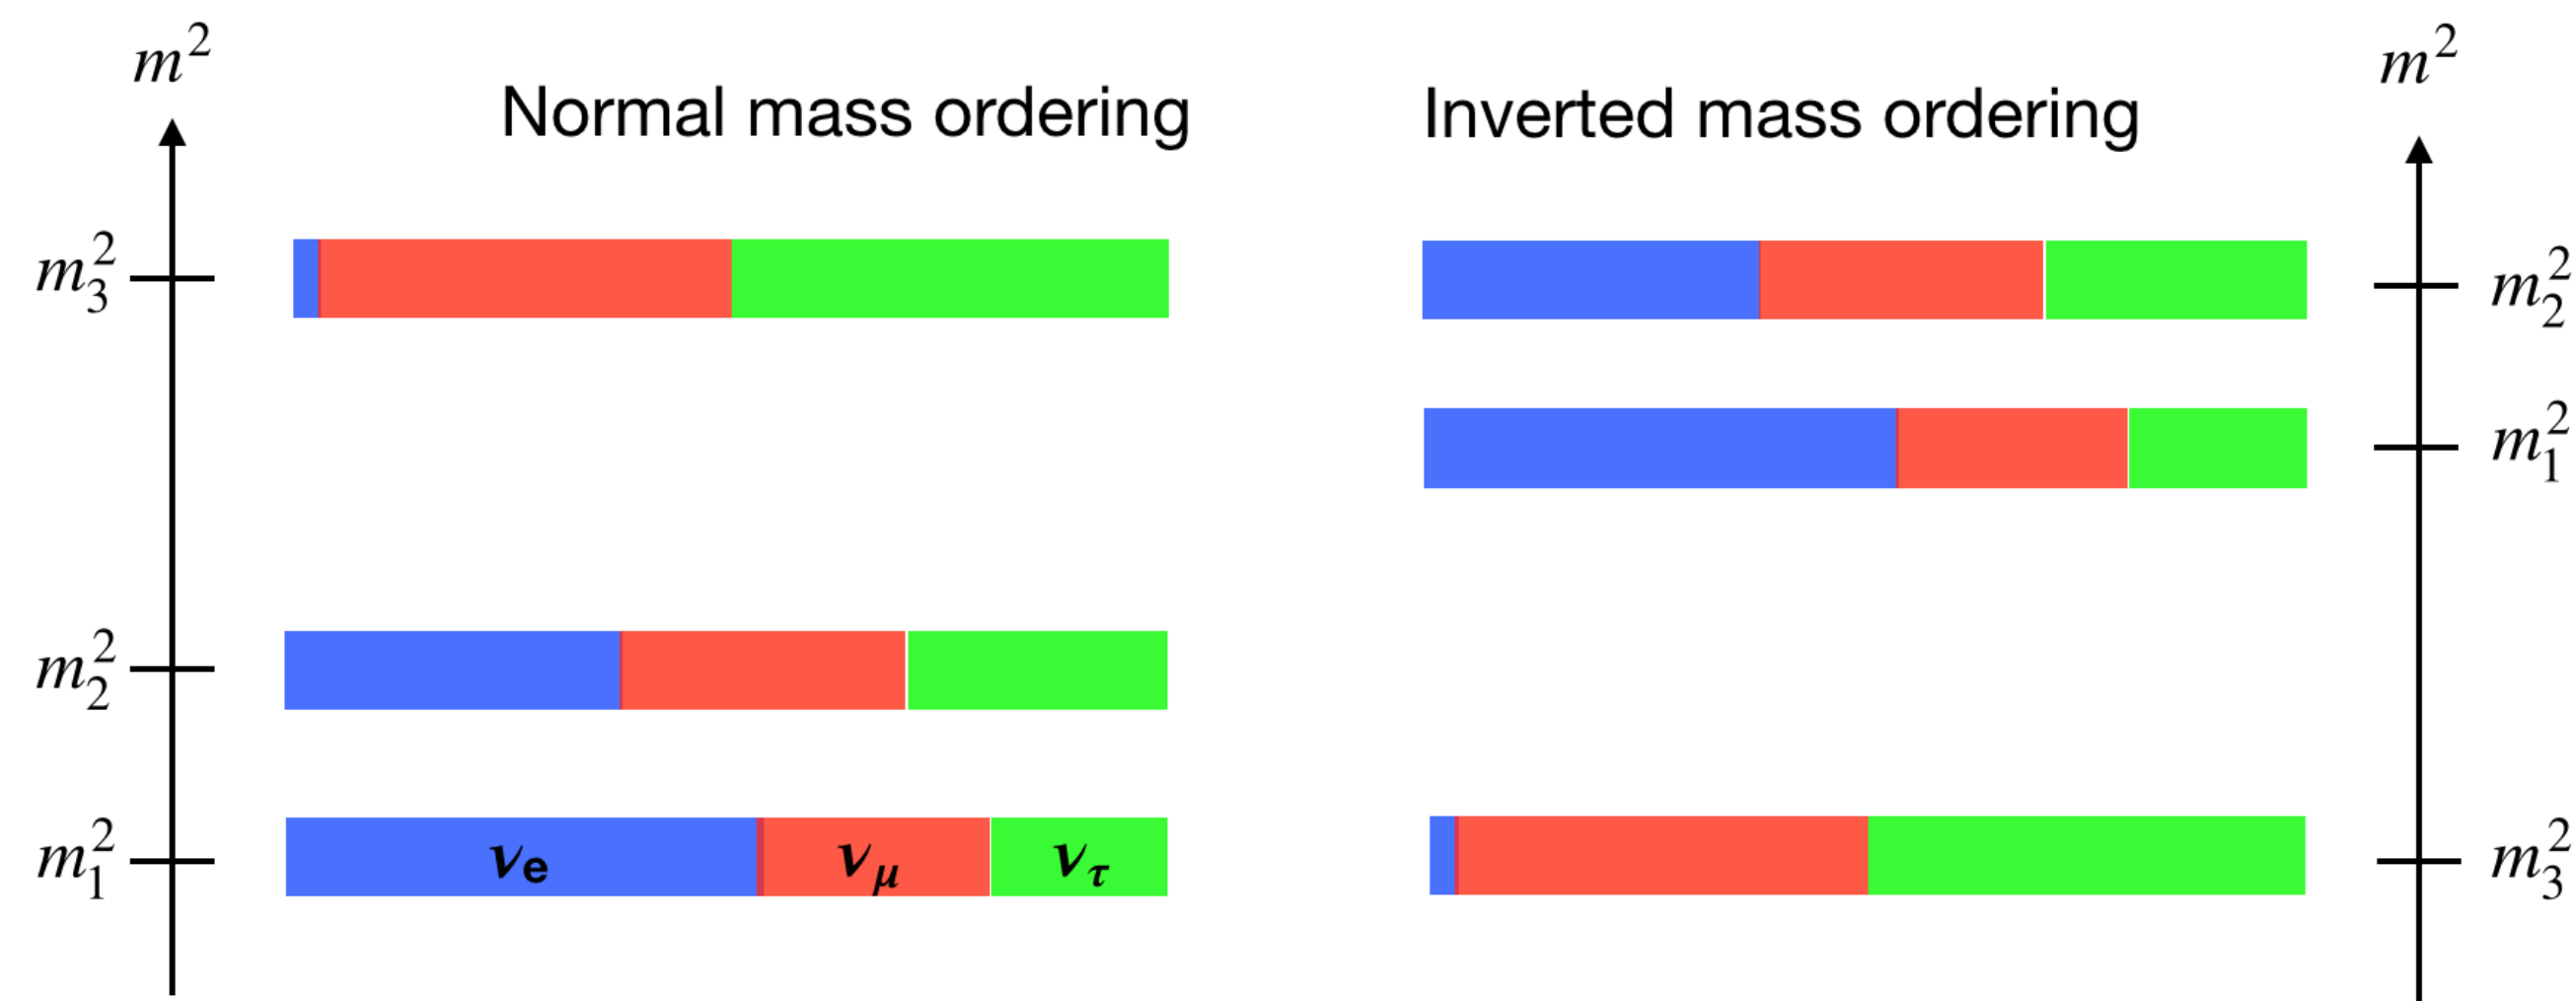 m²
m²
Normal mass ordering
Inverted mass ordering
m₃²
m₂²
m₁²
m₂²
m₁²
νe
νμ
ντ
m₃²